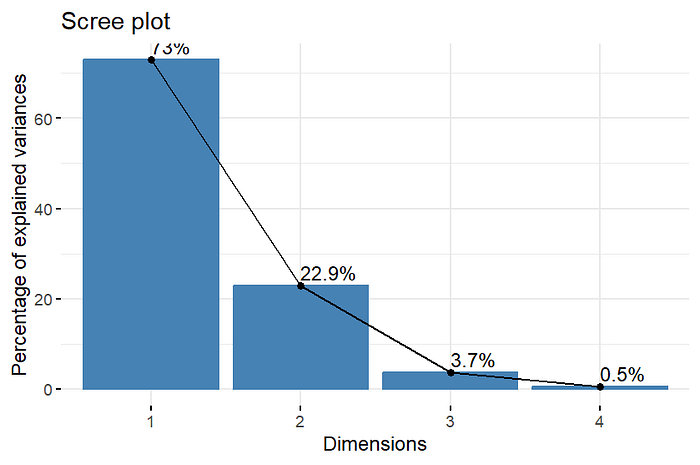 Scree plot
73%
22.9%
3.7%
0.5%
Percentage of explained variances
60
40
20
0
1 2 3 4
Dimensions